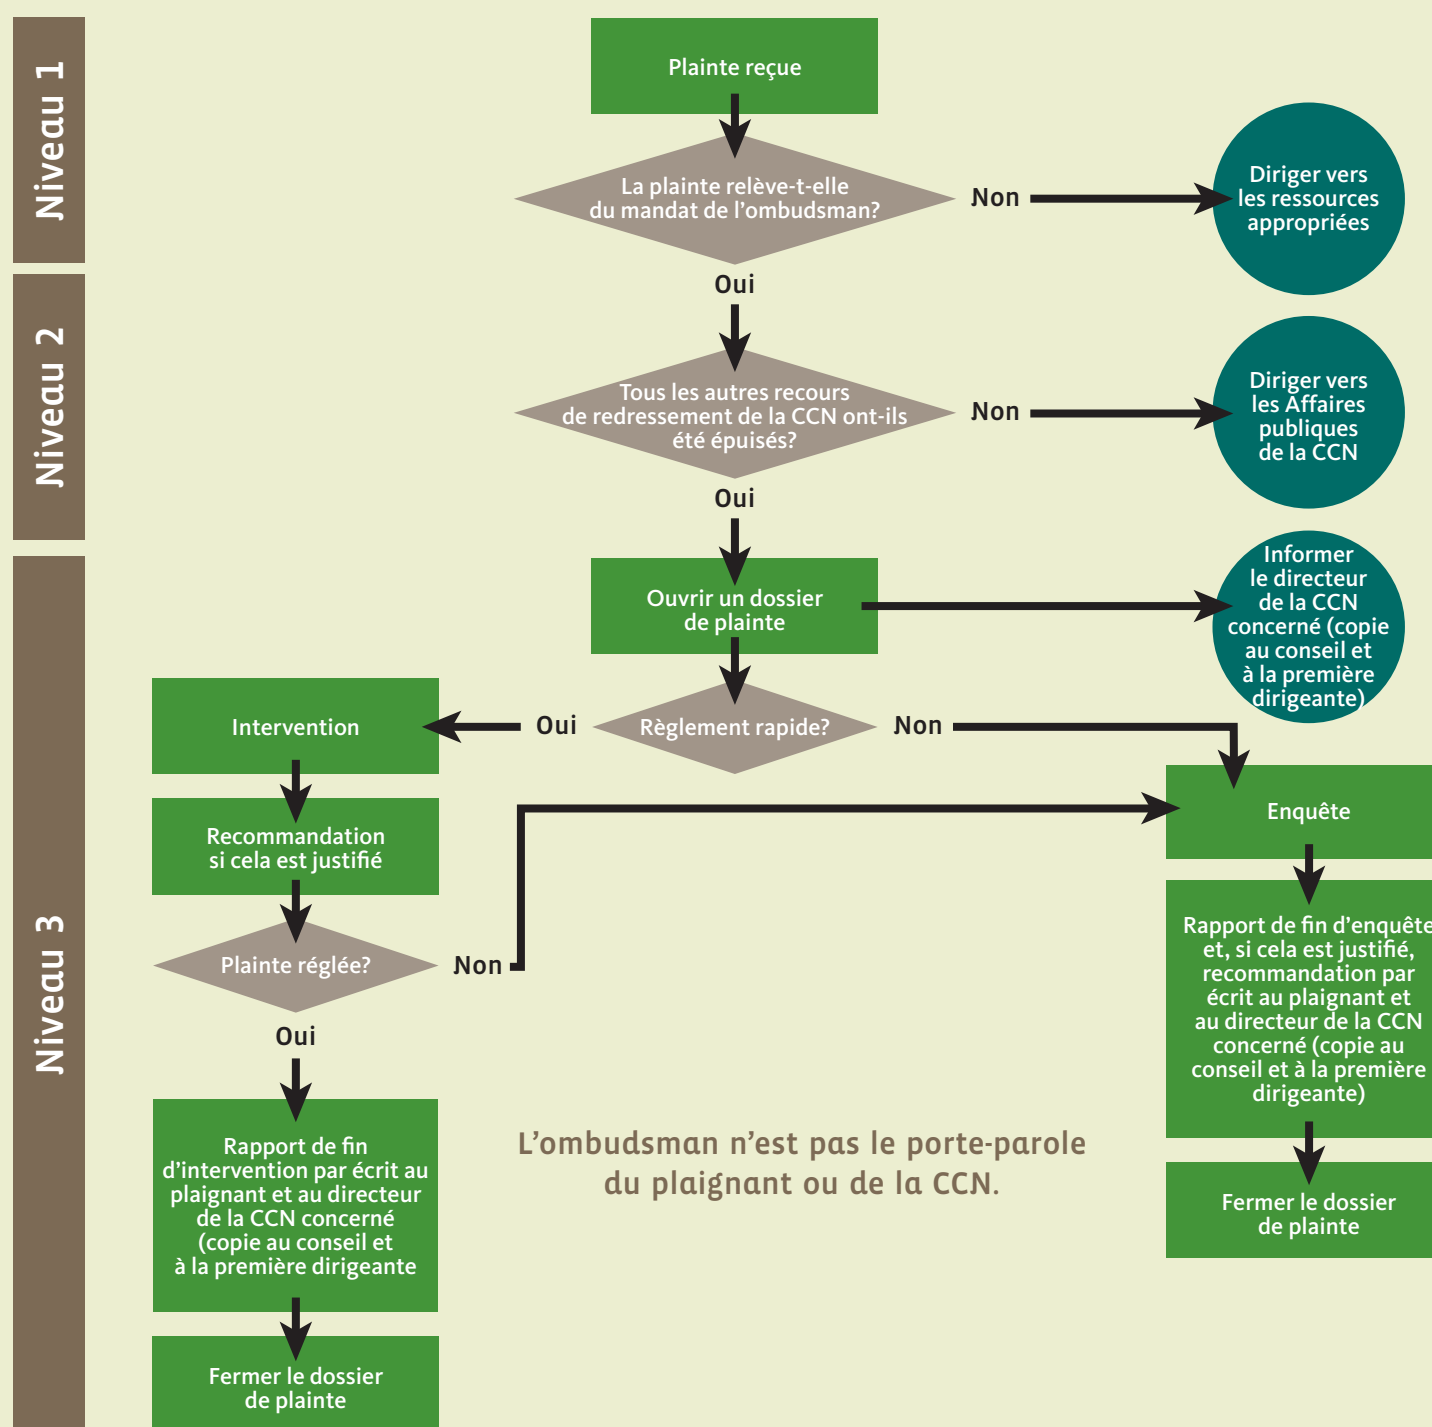 Niveau 1
Plainte reçue
La plainte relève-t-elle
du mandat de l’ombudsman?
Non
Diriger vers
les ressources
appropriées
Oui
Niveau 2
Tous les autres recours
de redressement de la CCN ont-ils
été épuisés?
Non
Diriger vers
les Affaires
publiques
de la CCN
Oui
Niveau 3
Ouvrir un dossier
de plainte
Informer
le directeur
de la CCN
concerné (copie
au conseil et
à la première
dirigeante)
Règlement rapide?
Oui
Non
Intervention
Recommandation
si cela est justifié
Plainte réglée?
Non
Oui
Rapport de fin
d’intervention par écrit au
plaignant et au directeur
de la CCN concerné
(copie au conseil et
à la première dirigeante
Fermer le dossier
de plainte
Enquête
Rapport de fin d’enquête
et, si cela est justifié,
recommandation par
écrit au plaignant et
au directeur de la CCN
concerné (copie au
conseil et à la première
dirigeante)
Fermer le dossier
de plainte
L’ombudsman n’est pas le porte-parole
du plaignant ou de la CCN.